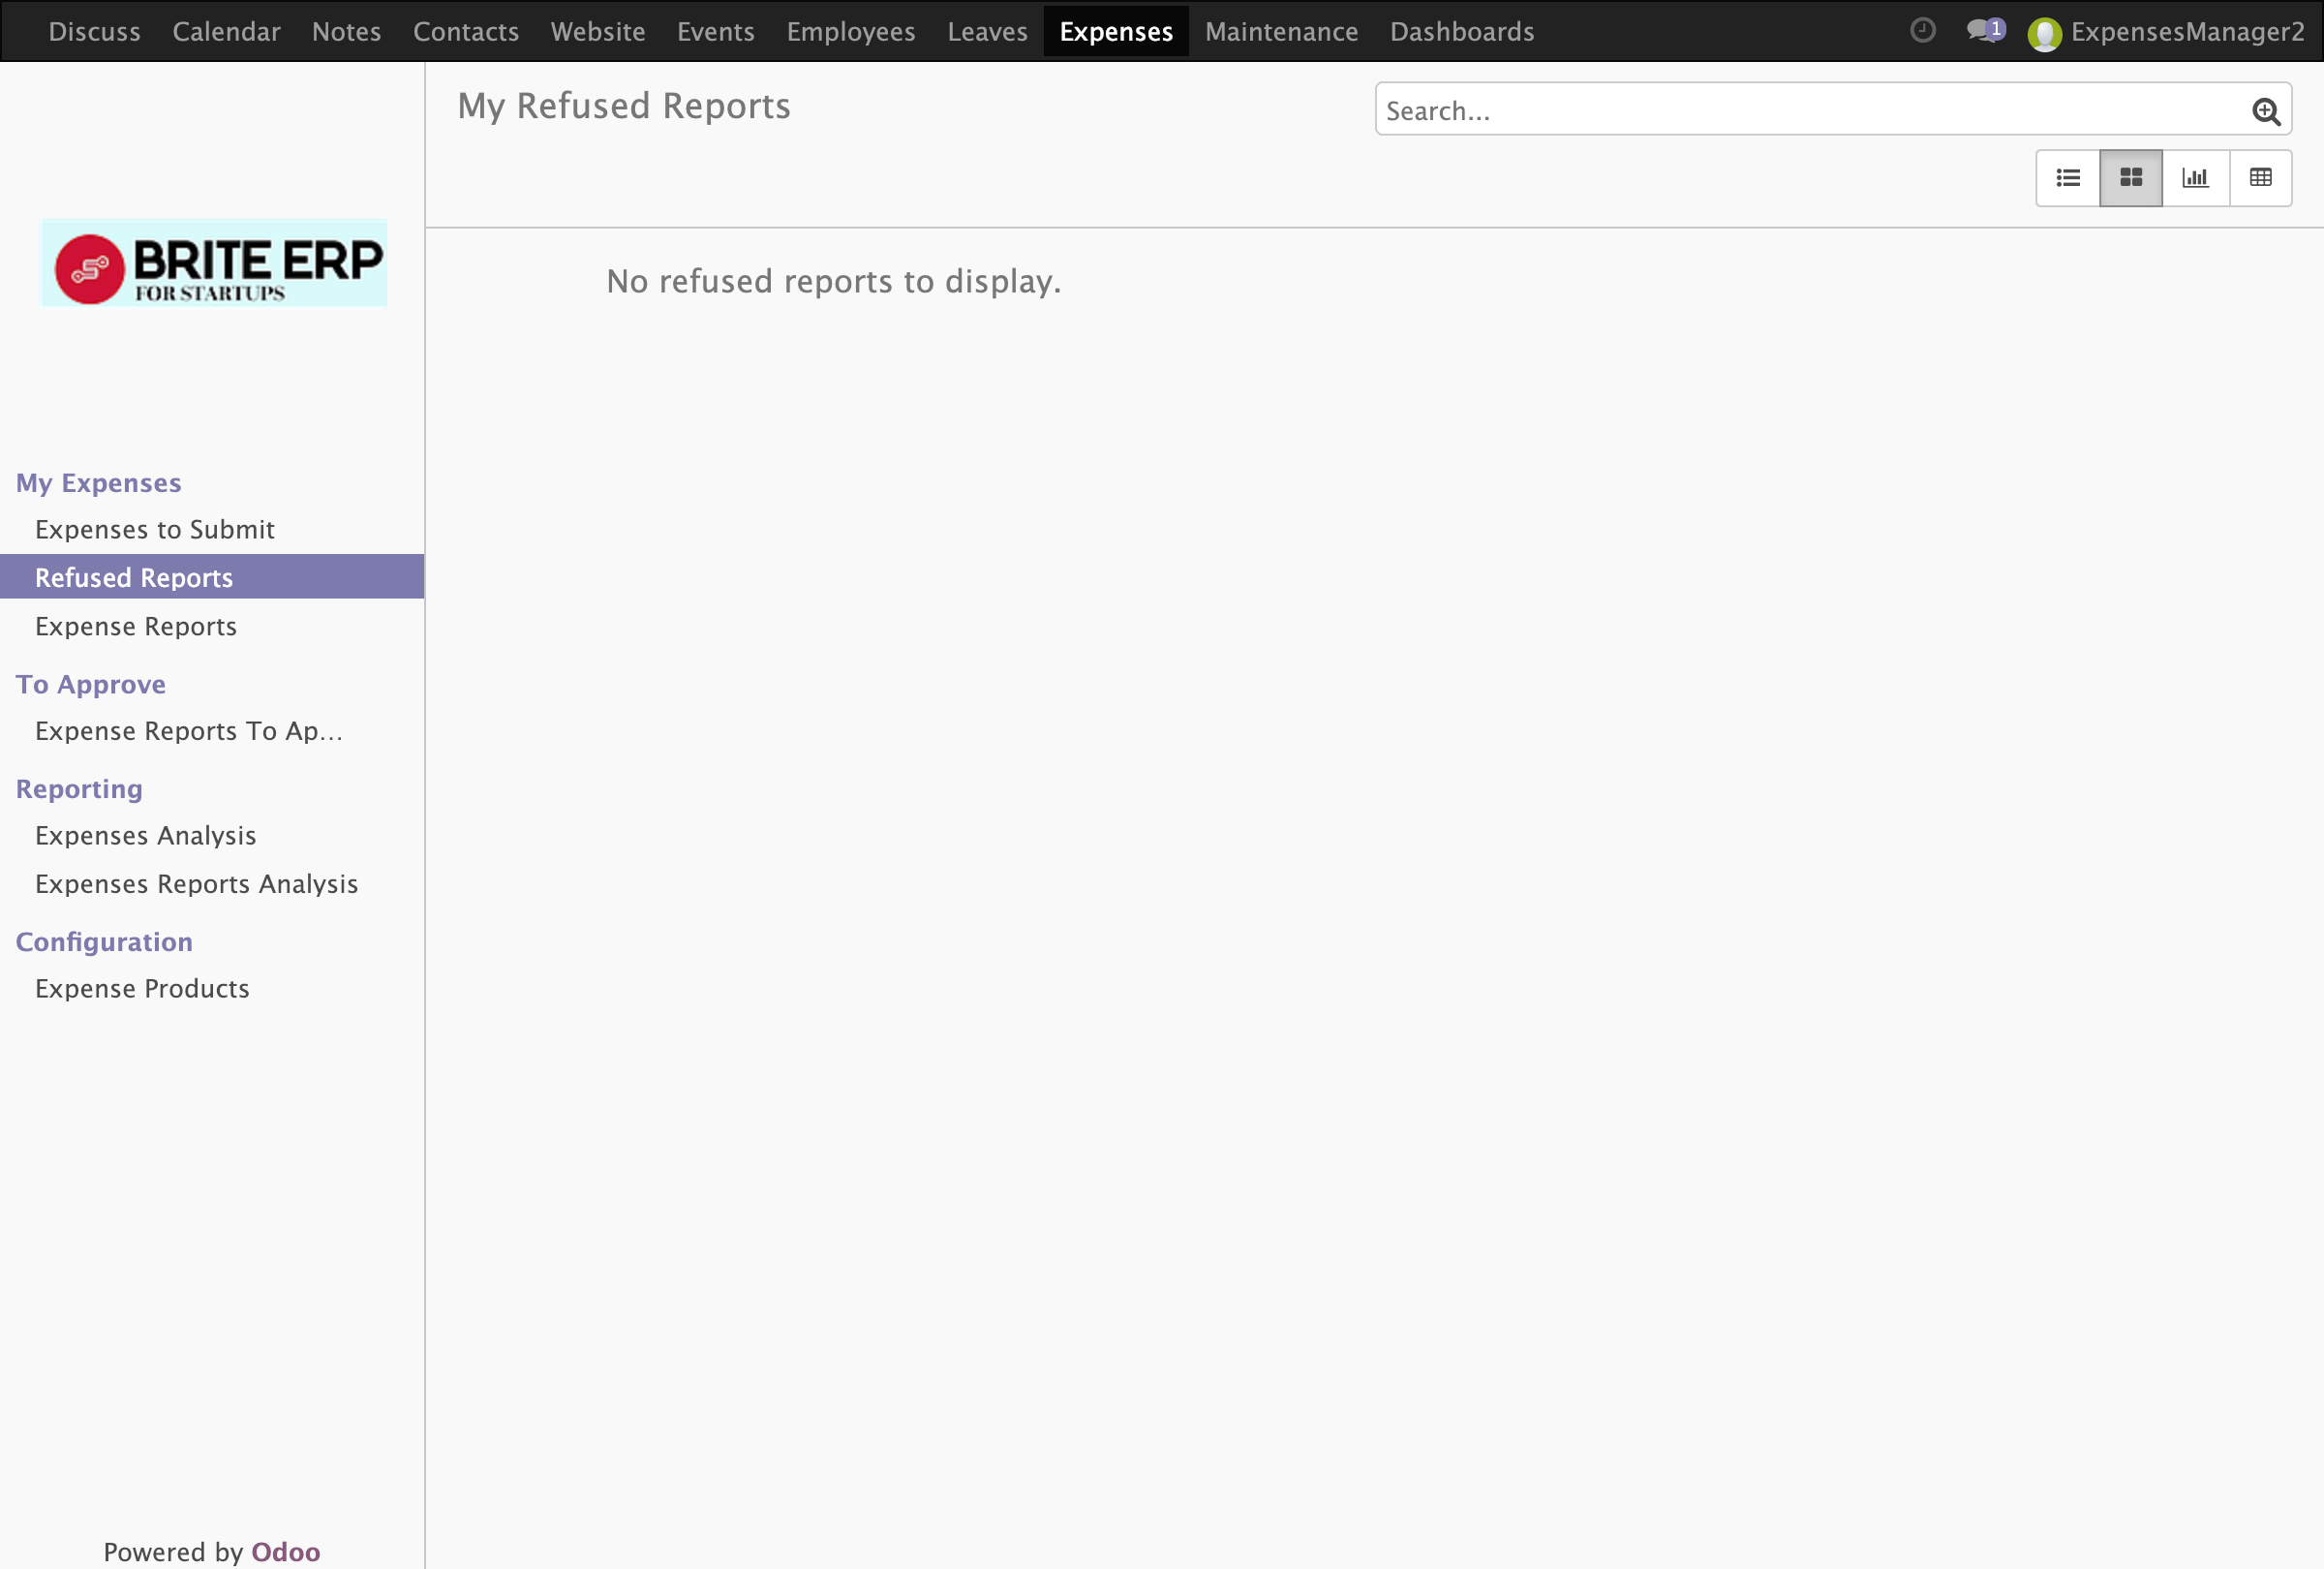 Discuss Calendar Notes Contacts Website Events Employees Leaves Expenses Maintenance Dashboards 1 ExpensesManager2
My Refused Reports
Search...
BRITE ERP
FOR STARTUPS
No refused reports to display.
My Expenses
Expenses to Submit
Refused Reports
Expense Reports
To Approve
Expense Reports To Ap...
Reporting
Expenses Analysis
Expenses Reports Analysis
Configuration
Expense Products
Powered by Odoo